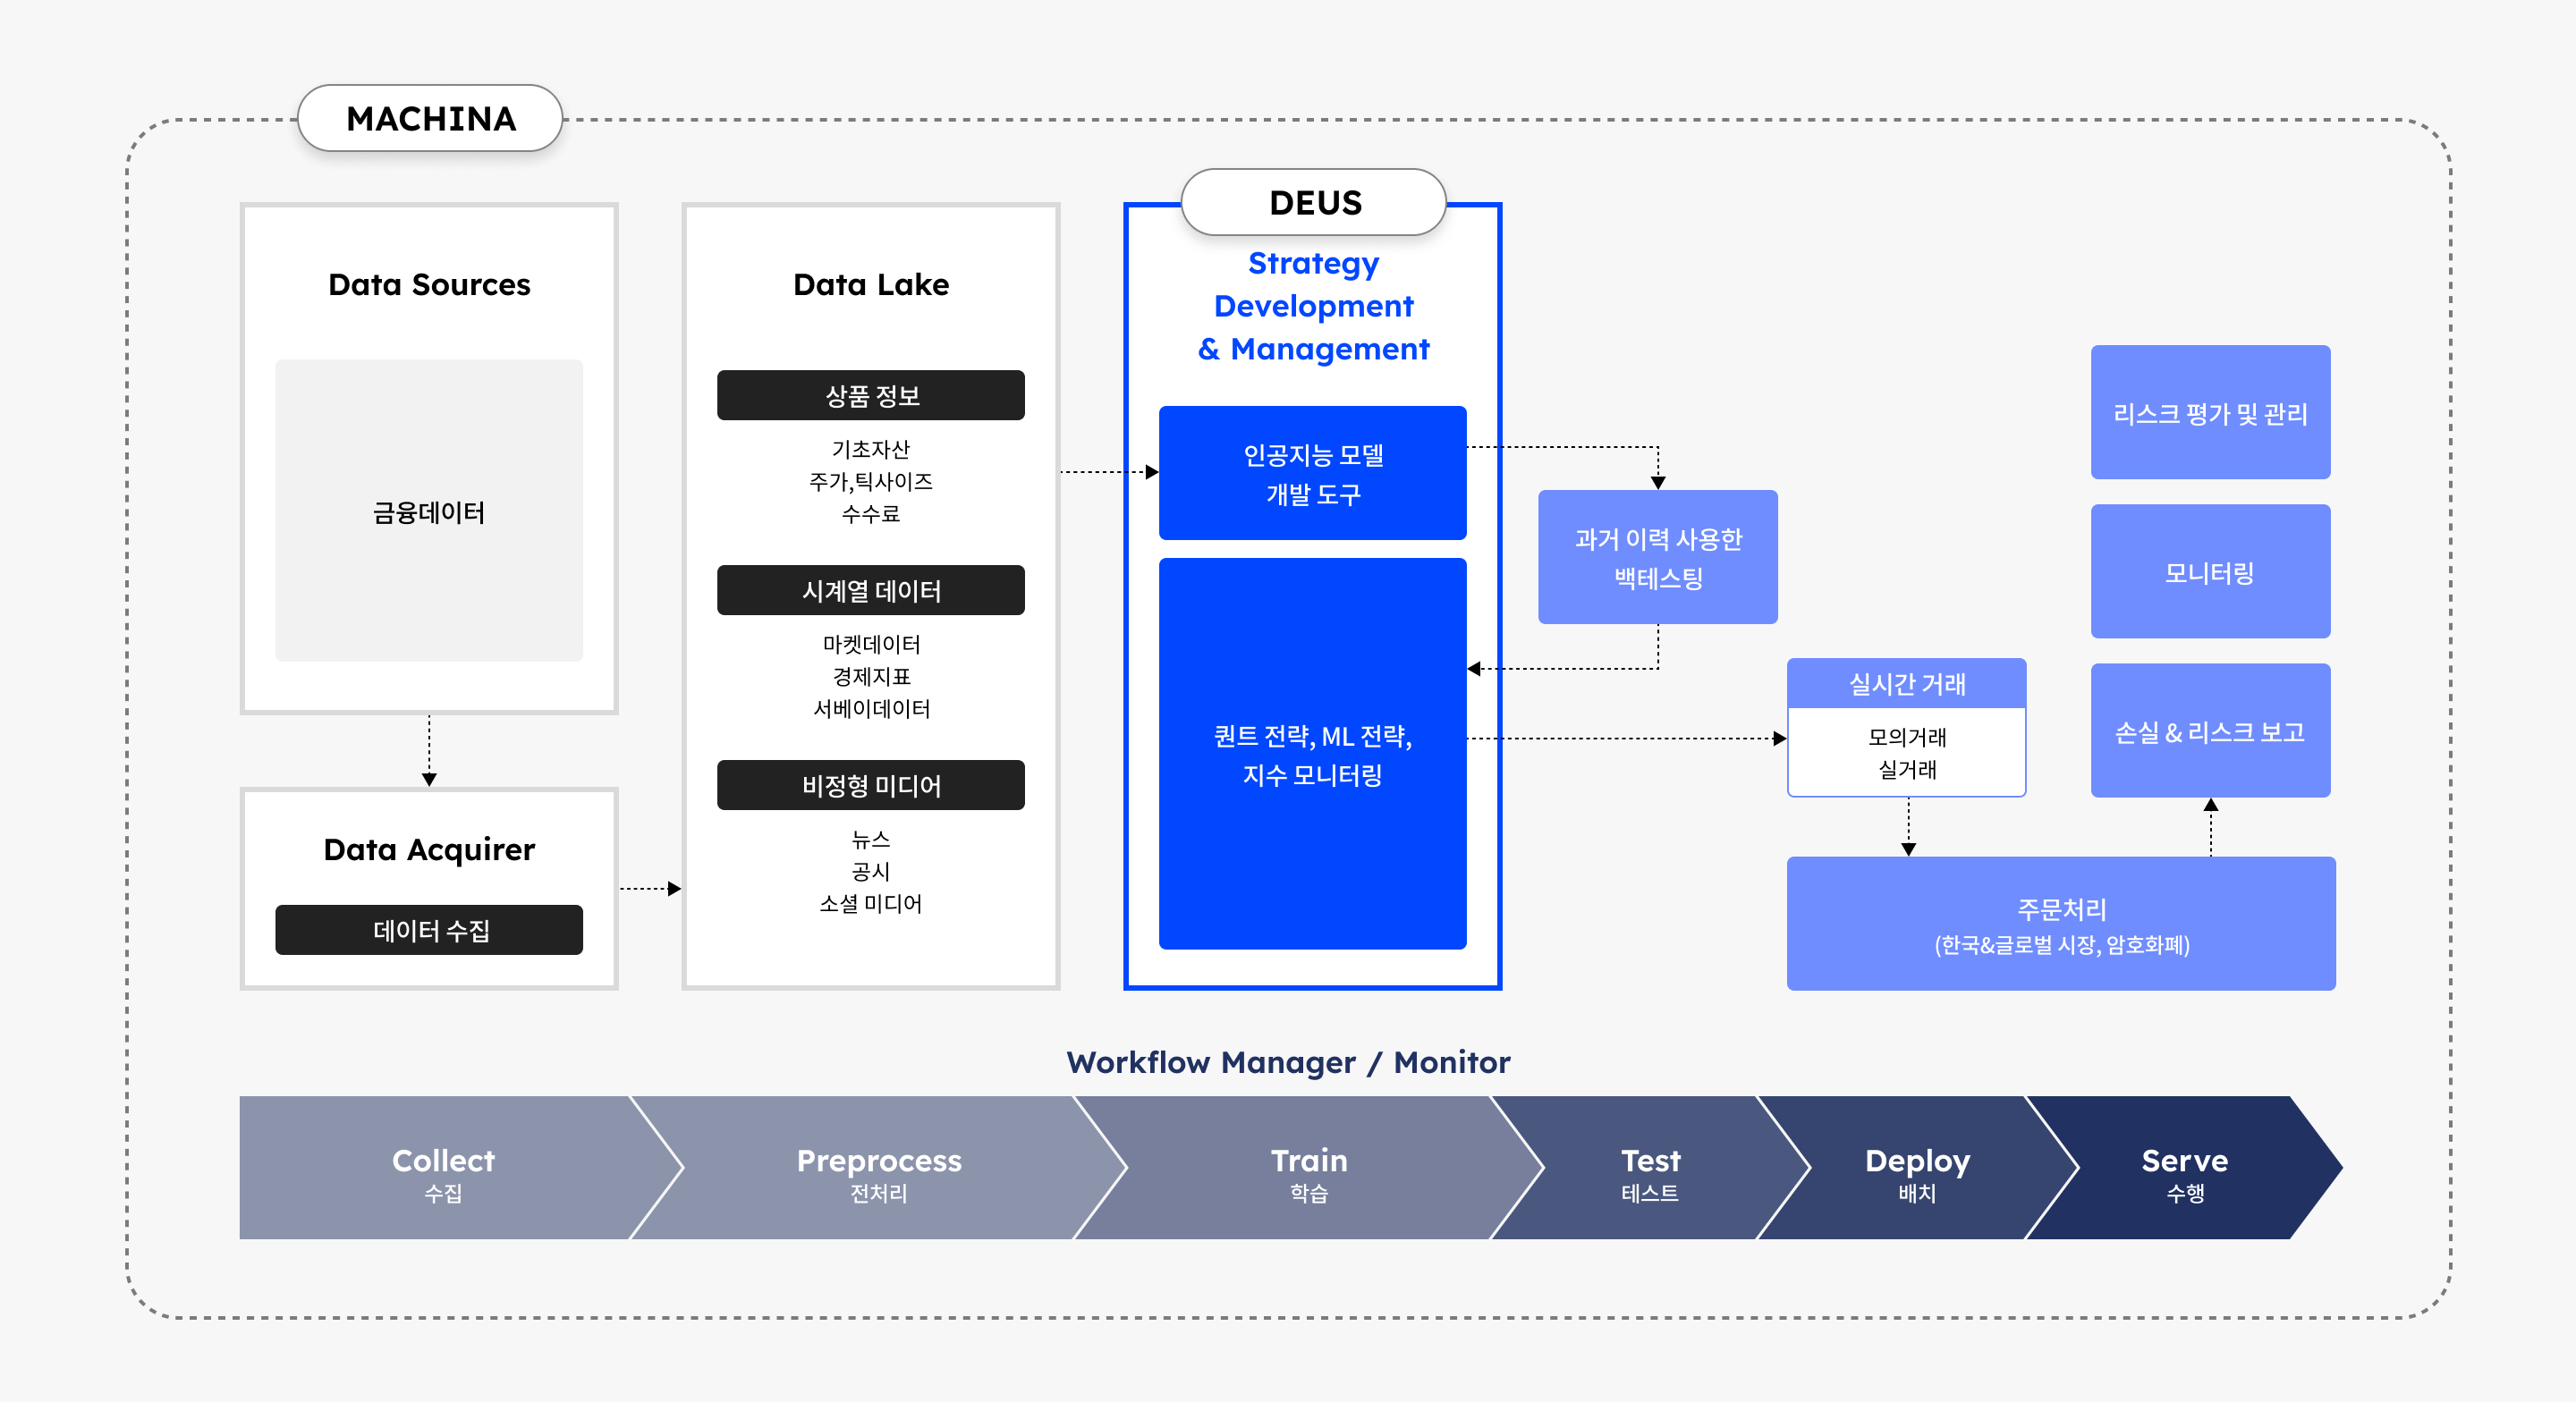 MACHINA
Data Sources
금융데이터
Data Acquirer
데이터 수집
Data Lake
상품 정보
기초자산
주가,틱사이즈
수수료
시계열 데이터
마켓데이터
경제지표
서베이데이터
비정형 미디어
뉴스
공시
소셜 미디어
DEUS
Strategy
Development
& Management
인공지능 모델
개발 도구
퀀트 전략, ML 전략,
지수 모니터링
과거 이력 사용한
백테스팅
실시간 거래
모의거래
실거래
리스크 평가 및 관리
모니터링
손실 & 리스크 보고
주문처리
(한국&글로벌 시장, 암호화폐)
Workflow Manager / Monitor
Collect
수집
Preprocess
전처리
Train
학습
Test
테스트
Deploy
배치
Serve
수행